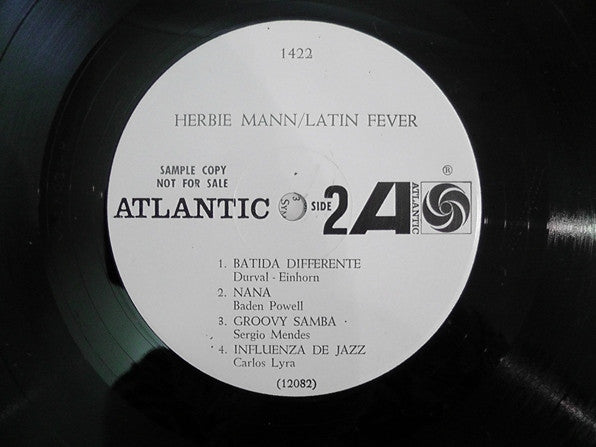 1422
HERBIE MANN/LATIN FEVER
SAMPLE COPY
NOT FOR SALE
ATLANTIC SIDE 2 A ATLANTIC ®
1. BATIDA DIFFERENTE
Durval - Einhorn
2. NANA
Baden Powell
3. GROOVY SAMBA
Sergio Mendes
4. INFLUENZA DE JAZZ
Carlos Lyra
(12082)